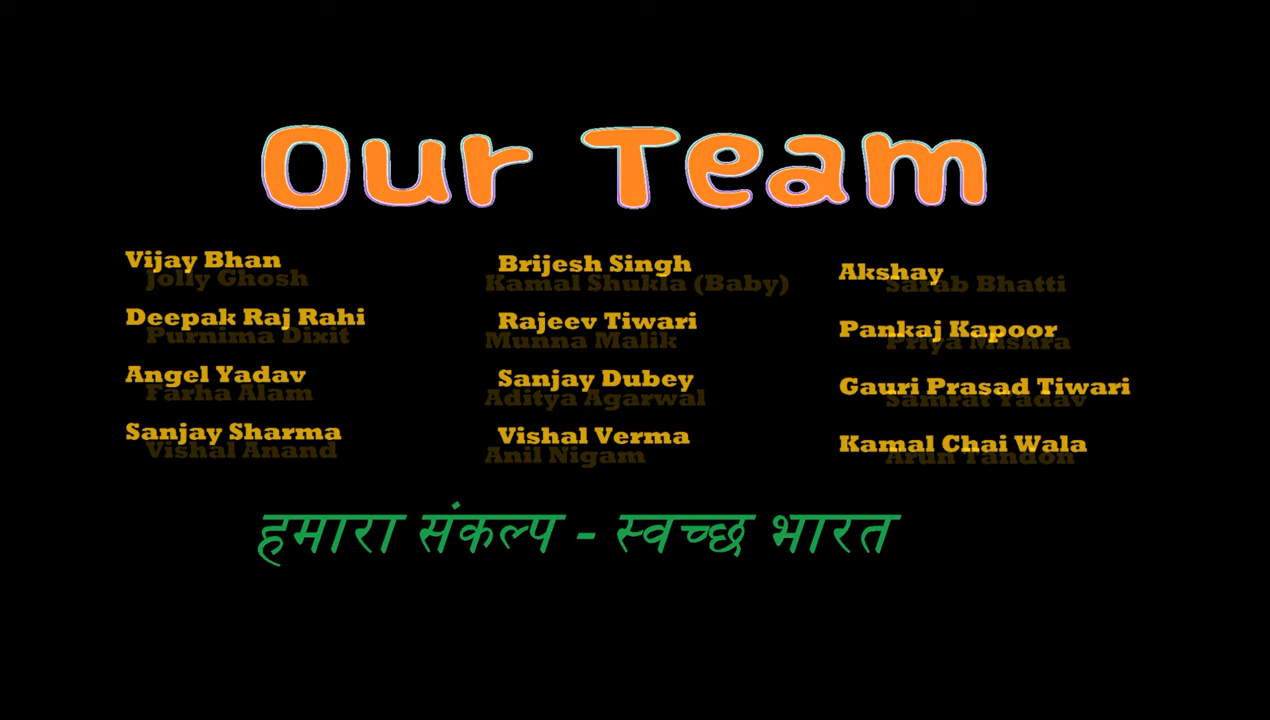 Our Team
Vijay Bhan Brijesh Singh Akshay
Jolly Ghosh Kamal Shukla (Baby) Sarab Bhatti
Deepak Raj Rahi Rajeev Tiwari Pankaj Kapoor
Purnima Dixit Munna Malik Priya Mishra
Angel Yadav Sanjay Dubey Gauri Prasad Tiwari
Farha Alam Aditya Agarwal Samrat Yadav
Sanjay Sharma Vishal Verma Kamal Chai Wala
Vishal Anand Anil Nigam Arun Tandon
हमारा संकल्प - स्वच्छ भारत